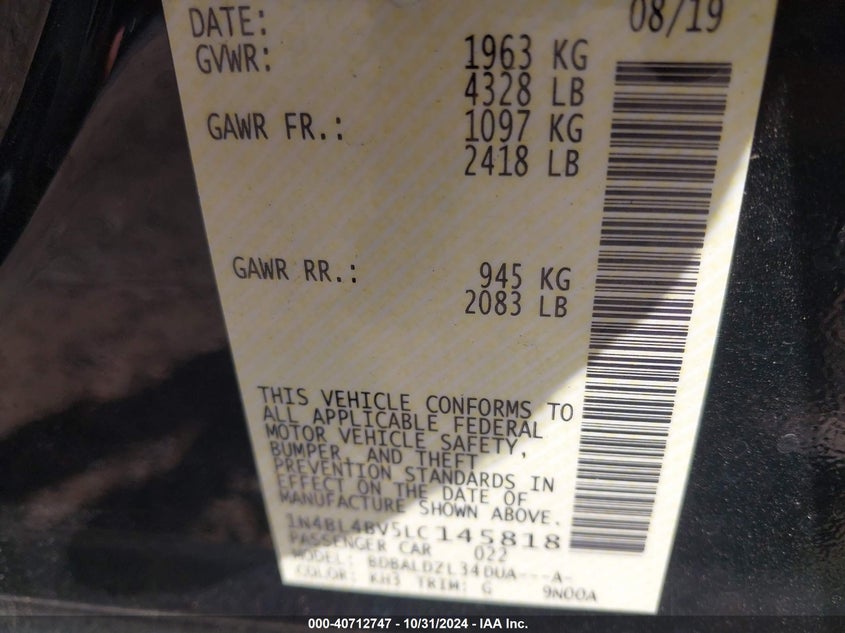 DATE: 08/19
GVWR: 1963 KG
4328 LB
GAWR FR.: 1097 KG
2418 LB
GAWR RR.: 945 KG
2083 LB
THIS VEHICLE CONFORMS TO
ALL APPLICABLE FEDERAL
MOTOR VEHICLE SAFETY,
BUMPER, AND THEFT
PREVENTION STANDARDS IN
EFFECT ON THE DATE OF
MANUFACTURE SHOWN ABOVE.
1N4BL4BV5LC145818
PASSENGER CAR 022
MODEL: BDBALDZL34DUA---A-
COLOR: KH3 TRIM: G 9N00A
000-40712747 - 10/31/2024 - IAA Inc.